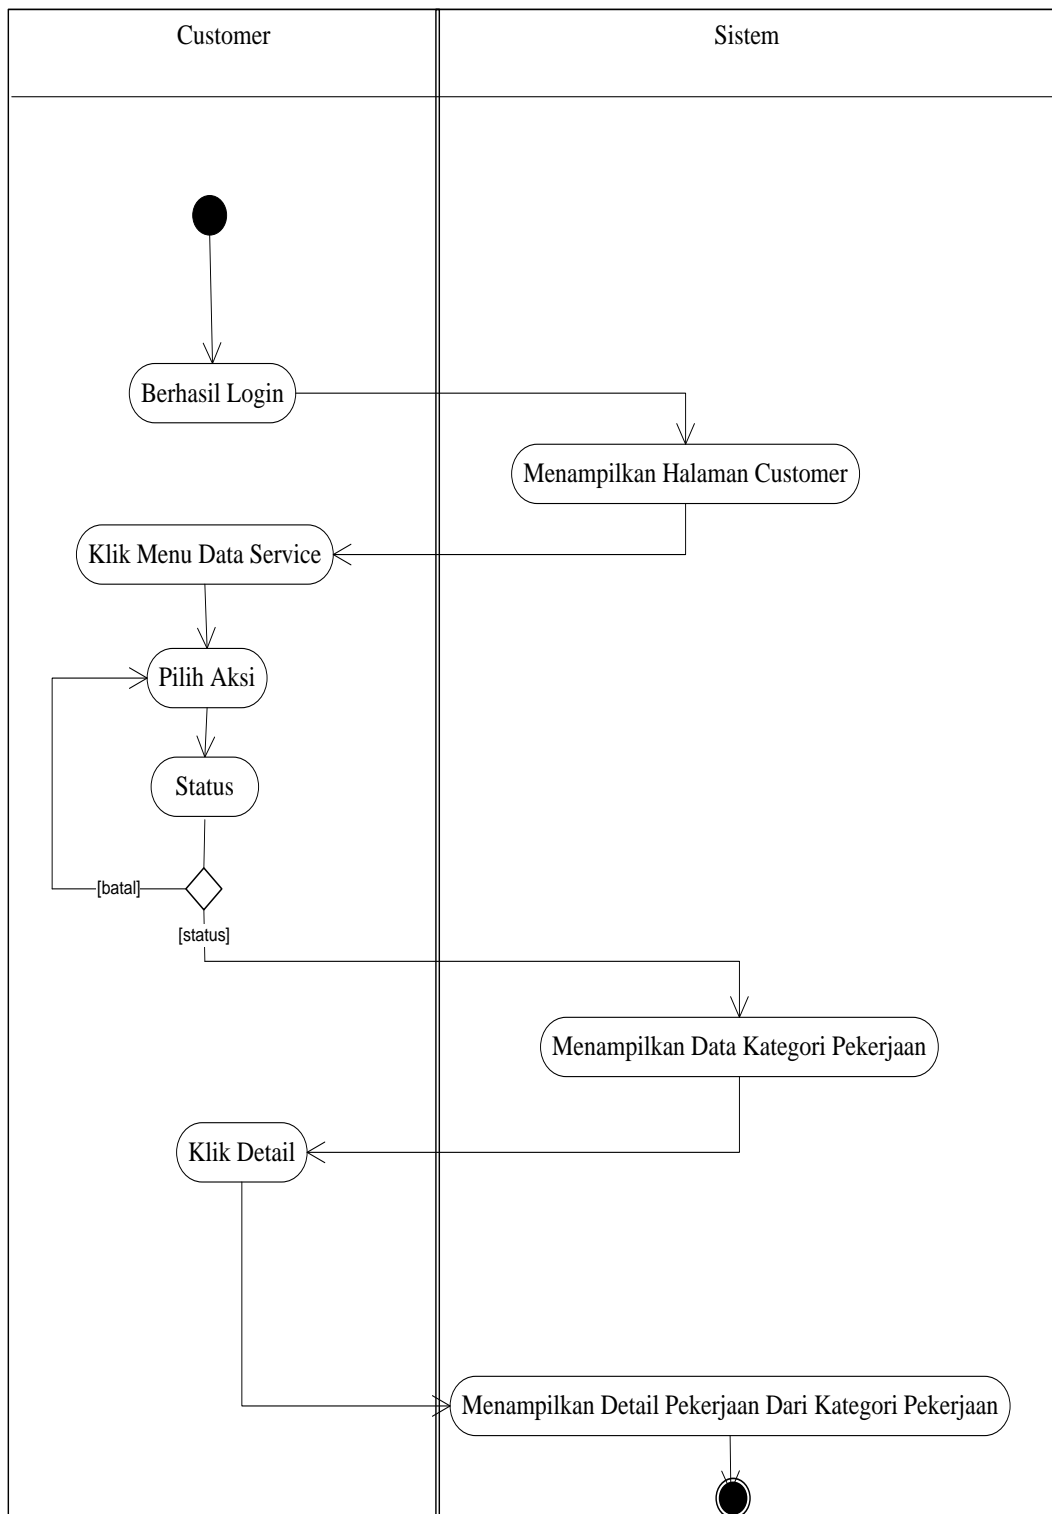 Customer
Sistem
Berhasil Login
Menampilkan Halaman Customer
Klik Menu Data Service
Pilih Aksi
Status
[batal]
[status]
Menampilkan Data Kategori Pekerjaan
Klik Detail
Menampilkan Detail Pekerjaan Dari Kategori Pekerjaan